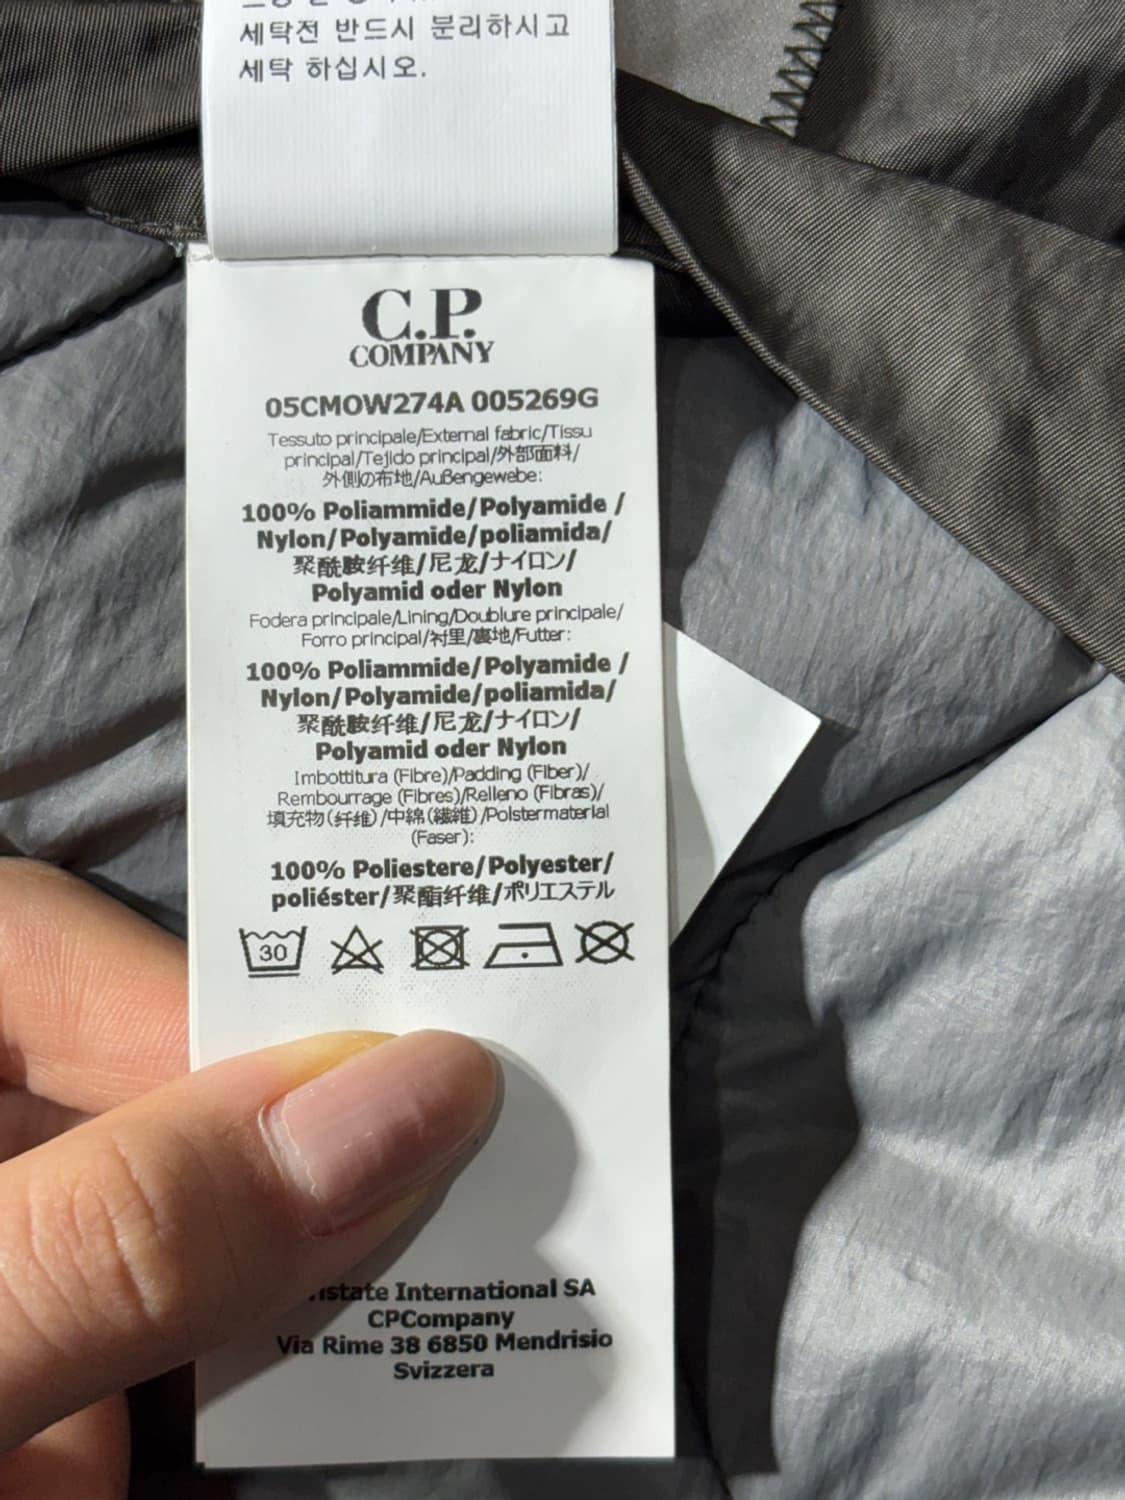 세탁전 반드시 분리하시고
세탁 하십시오.
C.P.
COMPANY
05CMOW274A 005269G
Tessuto principale/External fabric/Tissu
principal/Tejido principal/外部面料/
外側の布地/Außengewebe:
100% Poliammide/Polyamide /
Nylon/Polyamide/poliamida/
聚酰胺纤维/尼龙/ナイロン/
Polyamid oder Nylon
Fodera principale/Lining/Doublure principale/
Forro principal/衬里/裏地/Futter:
100% Poliammide/Polyamide /
Nylon/Polyamide/poliamida/
聚酰胺纤维/尼龙/ナイロン/
Polyamid oder Nylon
Imbottitura (Fibre)/Padding (Fiber)/
Rembourrage (Fibres)/Relleno (Fibras)/
填充物(纤维)/中綿(繊維)/Polstermaterial
(Faser):
100% Poliestere/Polyester/
poliéster/聚酯纤维/ポリエステル
30
International SA
CPCompany
Via Rime 38 6850 Mendrisio
Svizzera